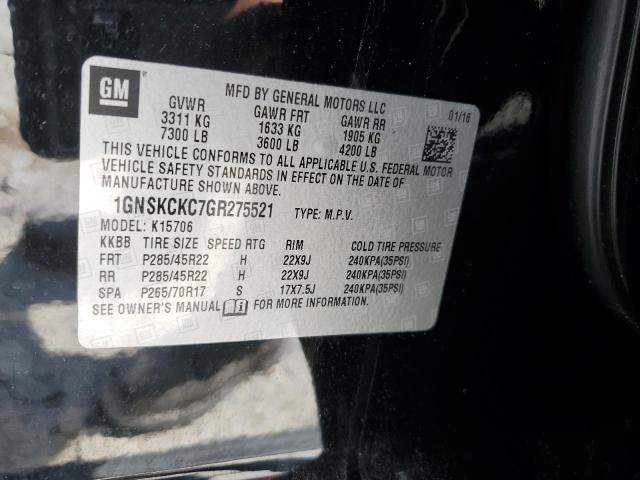 GM
MFD BY GENERAL MOTORS LLC
01/16
GVWR GAWR FRT GAWR RR
3311 KG 1633 KG 1905 KG
7300 LB 3600 LB 4200 LB
THIS VEHICLE CONFORMS TO ALL APPLICABLE U.S. FEDERAL MOTOR
VEHICLE SAFETY STANDARDS IN EFFECT ON THE DATE OF
MANUFACTURE SHOWN ABOVE.
1GNSKCKC7GR275521 TYPE: M.P.V.
MODEL: K15706
KKBB TIRE SIZE SPEED RTG RIM COLD TIRE PRESSURE
FRT P285/45R22 H 22X9J 240KPA(35PSI)
RR P285/45R22 H 22X9J 240KPA(35PSI)
SPA P265/70R17 S 17X7.5J 240KPA(35PSI)
SEE OWNER'S MANUAL i FOR MORE INFORMATION.